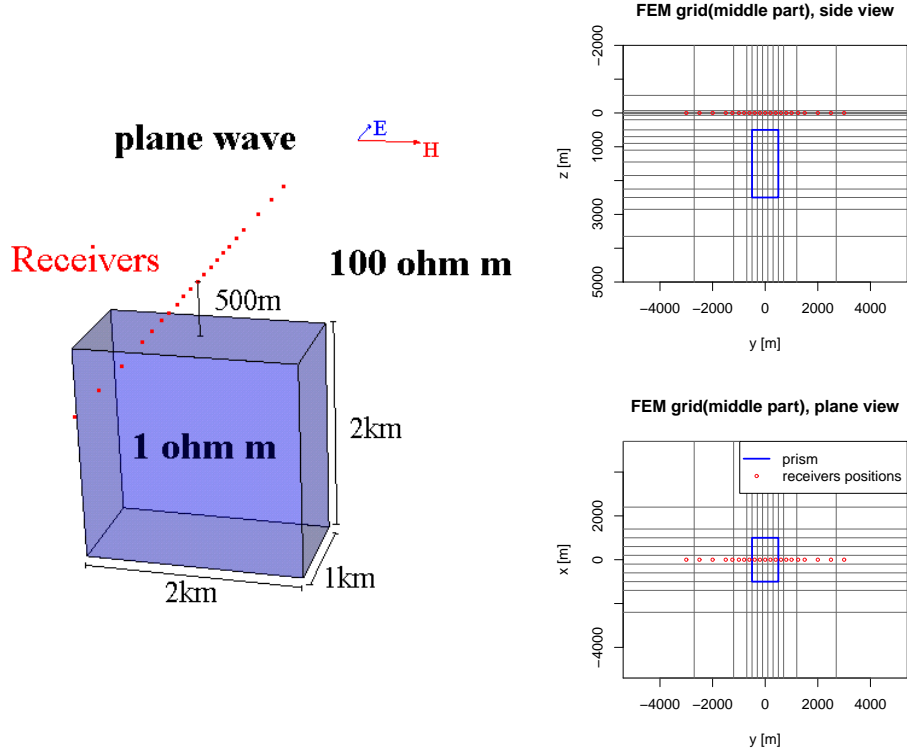 plane wave
E
H
Receivers
100 ohm m
500m
1 ohm m
2km
1km
2km
FEM grid(middle part), side view
−2000
0
1000
3000
5000
z [m]
−4000 −2000 0 2000 4000
y [m]
FEM grid(middle part), plane view
prism
receivers positions
2000
0
−4000
x [m]
−4000 −2000 0 2000 4000
y [m]